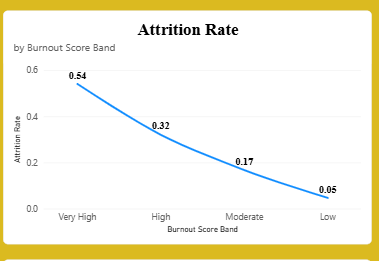 Attrition Rate
by Burnout Score Band
0.6
0.54
0.4
0.32
0.2
0.17
0.05
0.0
Attrition Rate
Very High High Moderate Low
Burnout Score Band